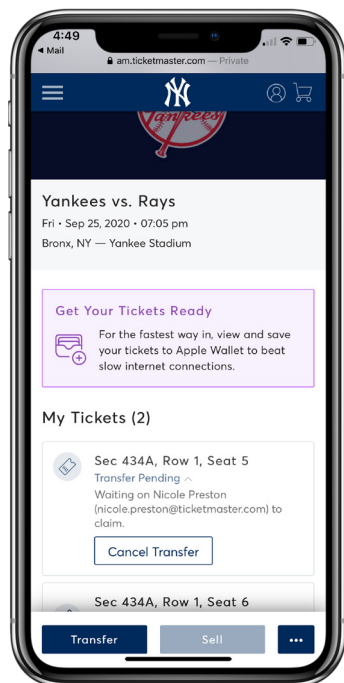 4:49
Mail
am.ticketmaster.com — Private
NY
Yankees
Yankees vs. Rays
Fri • Sep 25, 2020 • 07:05 pm
Bronx, NY — Yankee Stadium
Get Your Tickets Ready
For the fastest way in, view and save
your tickets to Apple Wallet to beat
slow internet connections.
My Tickets (2)
Sec 434A, Row 1, Seat 5
Transfer Pending
Waiting on Nicole Preston
(nicole.preston@ticketmaster.com) to
claim.
Cancel Transfer
Sec 434A, Row 1, Seat 6
Transfer
Sell